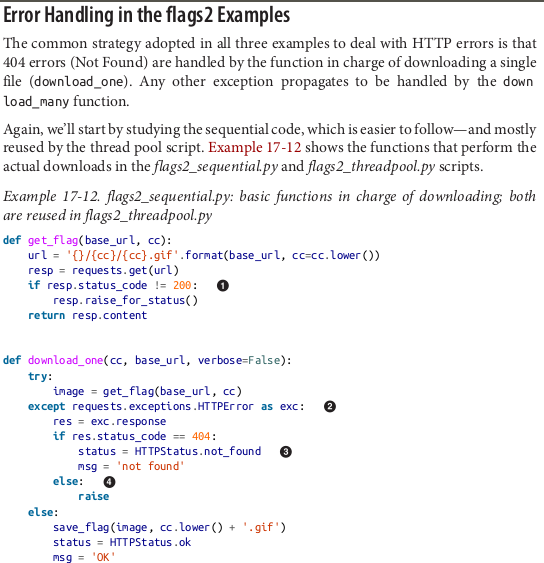 Error Handling in the flags2 Examples
The common strategy adopted in all three examples to deal with HTTP errors is that
404 errors (Not Found) are handled by the function in charge of downloading a single
file (download_one). Any other exception propagates to be handled by the down
load_many function.
Again, we'll start by studying the sequential code, which is easier to follow—and mostly
reused by the thread pool script. Example 17-12 shows the functions that perform the
actual downloads in the flags2_sequential.py and flags2_threadpool.py scripts.
Example 17-12. flags2_sequential.py: basic functions in charge of downloading; both
are reused in flags2_threadpool.py
def get_flag(base_url, cc):
    url = '{}/{cc}/{cc}.gif'.format(base_url, cc=cc.lower())
    resp = requests.get(url)
    if resp.status_code != 200: ❶
        resp.raise_for_status()
    return resp.content
def download_one(cc, base_url, verbose=False):
    try:
        image = get_flag(base_url, cc)
    except requests.exceptions.HTTPError as exc: ❷
        res = exc.response
        if res.status_code == 404:
            status = HTTPStatus.not_found ❸
            msg = 'not found'
        else: ❹
            raise
    else:
        save_flag(image, cc.lower() + '.gif')
        status = HTTPStatus.ok
        msg = 'OK'